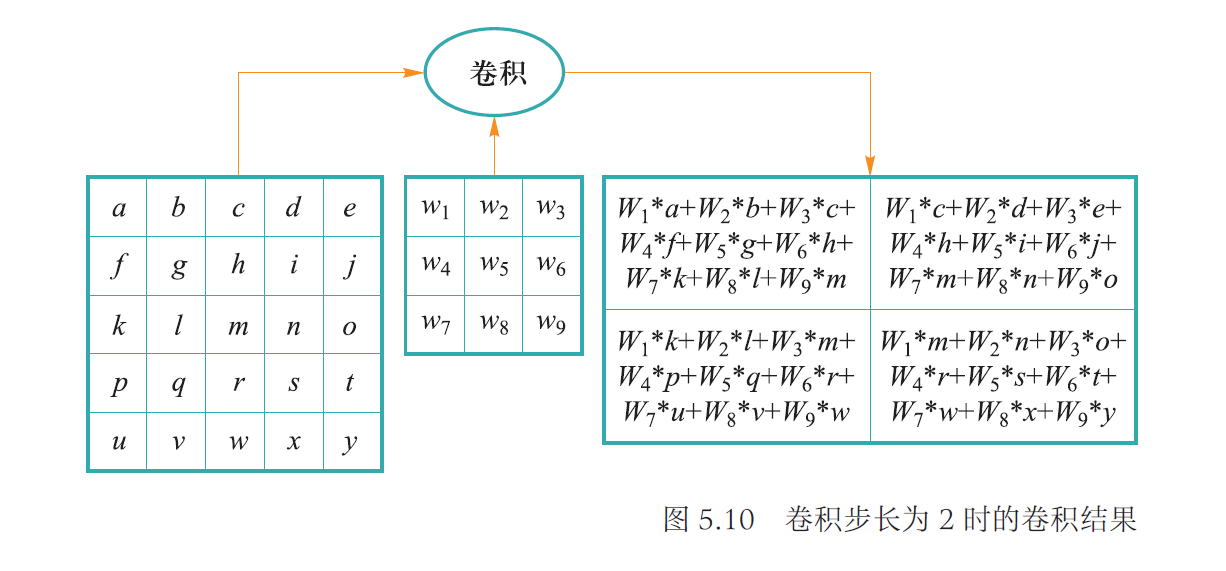 卷积
a b c d e
f g h i j
k l m n o
p q r s t
u v w x y
w₁ w₂ w₃
w₄ w₅ w₆
w₇ w₈ w₉
W₁*a+W₂*b+W₃*c+
W₄*f+W₅*g+W₆*h+
W₇*k+W₈*l+W₉*m
W₁*c+W₂*d+W₃*e+
W₄*h+W₅*i+W₆*j+
W₇*m+W₈*n+W₉*o
W₁*k+W₂*l+W₃*m+
W₄*p+W₅*q+W₆*r+
W₇*u+W₈*v+W₉*w
W₁*m+W₂*n+W₃*o+
W₄*r+W₅*s+W₆*t+
W₇*w+W₈*x+W₉*y
图 5.10 卷积步长为 2 时的卷积结果